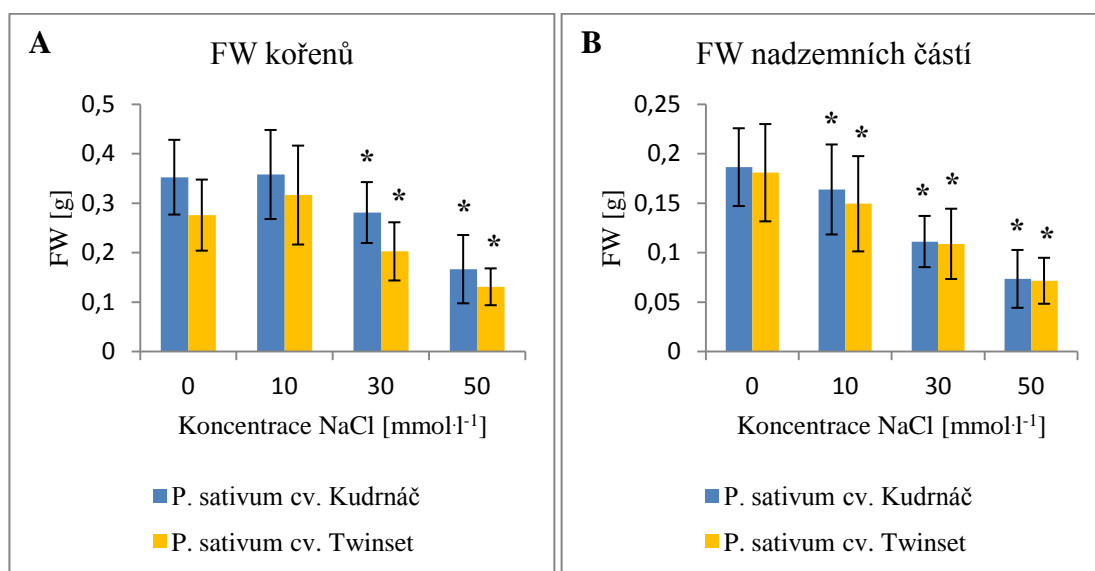 A
FW kořenů
FW [g]
0,5
0,4
0,3
0,2
0,1
0
* *
* *
0 10 30 50
Koncentrace NaCl [mmol·l⁻¹]
P. sativum cv. Kudrnáč
P. sativum cv. Twinset
B
FW nadzemních částí
FW [g]
0,25
0,2
0,15
0,1
0,05
0
* *
* *
* *
0 10 30 50
Koncentrace NaCl [mmol·l⁻¹]
P. sativum cv. Kudrnáč
P. sativum cv. Twinset